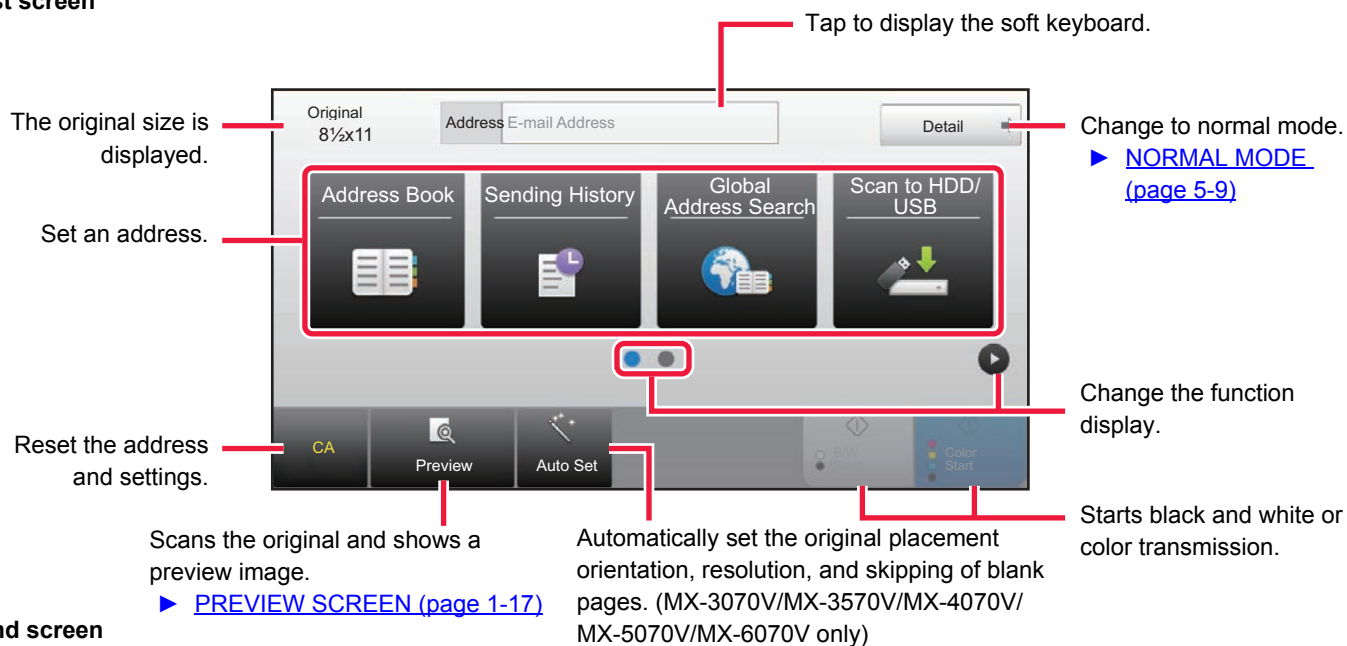 st screen
Tap to display the soft keyboard.
The original size is
displayed.
Original
8½x11
Address E-mail Address
Detail
Change to normal mode.
► NORMAL MODE
(page 5-9)
Set an address.
Address Book
Sending History
Global
Address Search
Scan to HDD/
USB
Change the function
display.
Reset the address
and settings.
CA
Preview
Auto Set
B/W
Start
Color
Start
Starts black and white or
color transmission.
Scans the original and shows a
preview image.
► PREVIEW SCREEN (page 1-17)
Automatically set the original placement
orientation, resolution, and skipping of blank
pages. (MX-3070V/MX-3570V/MX-4070V/
MX-5070V/MX-6070V only)
nd screen